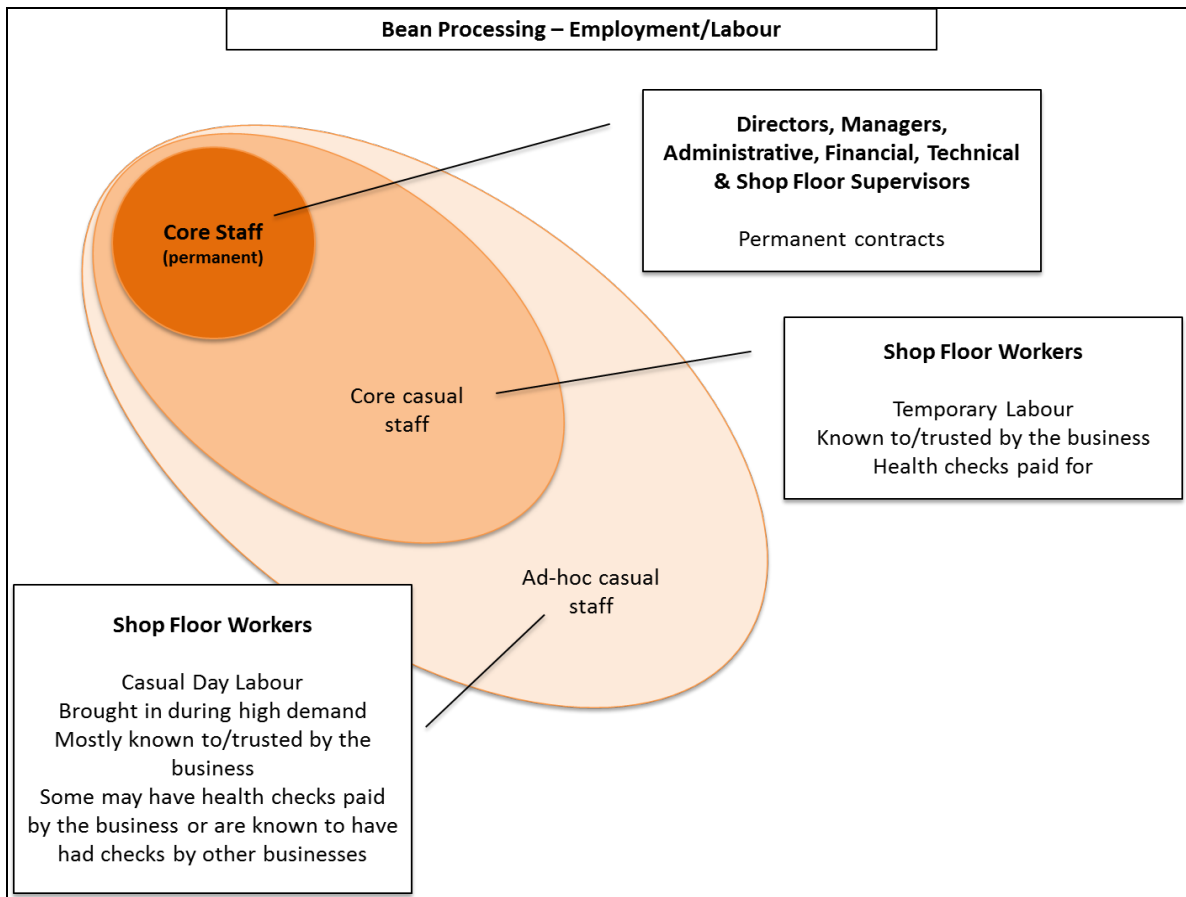 Bean Processing – Employment/Labour
Directors, Managers,
Administrative, Financial, Technical
& Shop Floor Supervisors
Permanent contracts
Core Staff
(permanent)
Shop Floor Workers
Temporary Labour
Known to/trusted by the business
Health checks paid for
Core casual
staff
Ad-hoc casual
staff
Shop Floor Workers
Casual Day Labour
Brought in during high demand
Mostly known to/trusted by the
business
Some may have health checks paid
by the business or are known to have
had checks by other businesses